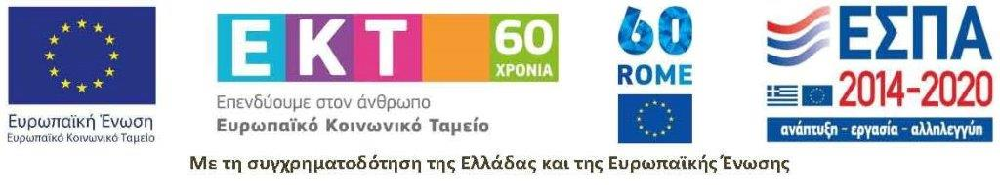 Ευρωπαϊκή Ένωση
Ευρωπαϊκό Κοινωνικό Ταμείο
ΕΚΤ 60 ΧΡΟΝΙΑ
Επενδύουμε στον άνθρωπο
Ευρωπαϊκό Κοινωνικό Ταμείο
60
ROME
ΕΣΠΑ
2014-2020
ανάπτυξη - εργασία - αλληλεγγύη
Με τη συγχρηματοδότηση της Ελλάδας και της Ευρωπαϊκής Ένωσης